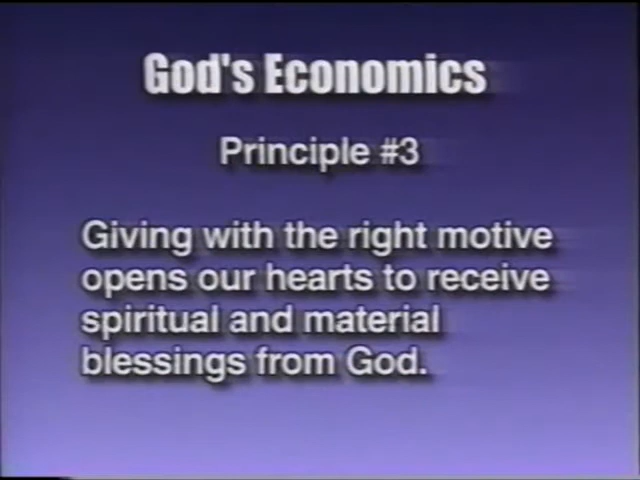 God's Economics
Principle #3
Giving with the right motive
opens our hearts to receive
spiritual and material
blessings from God.